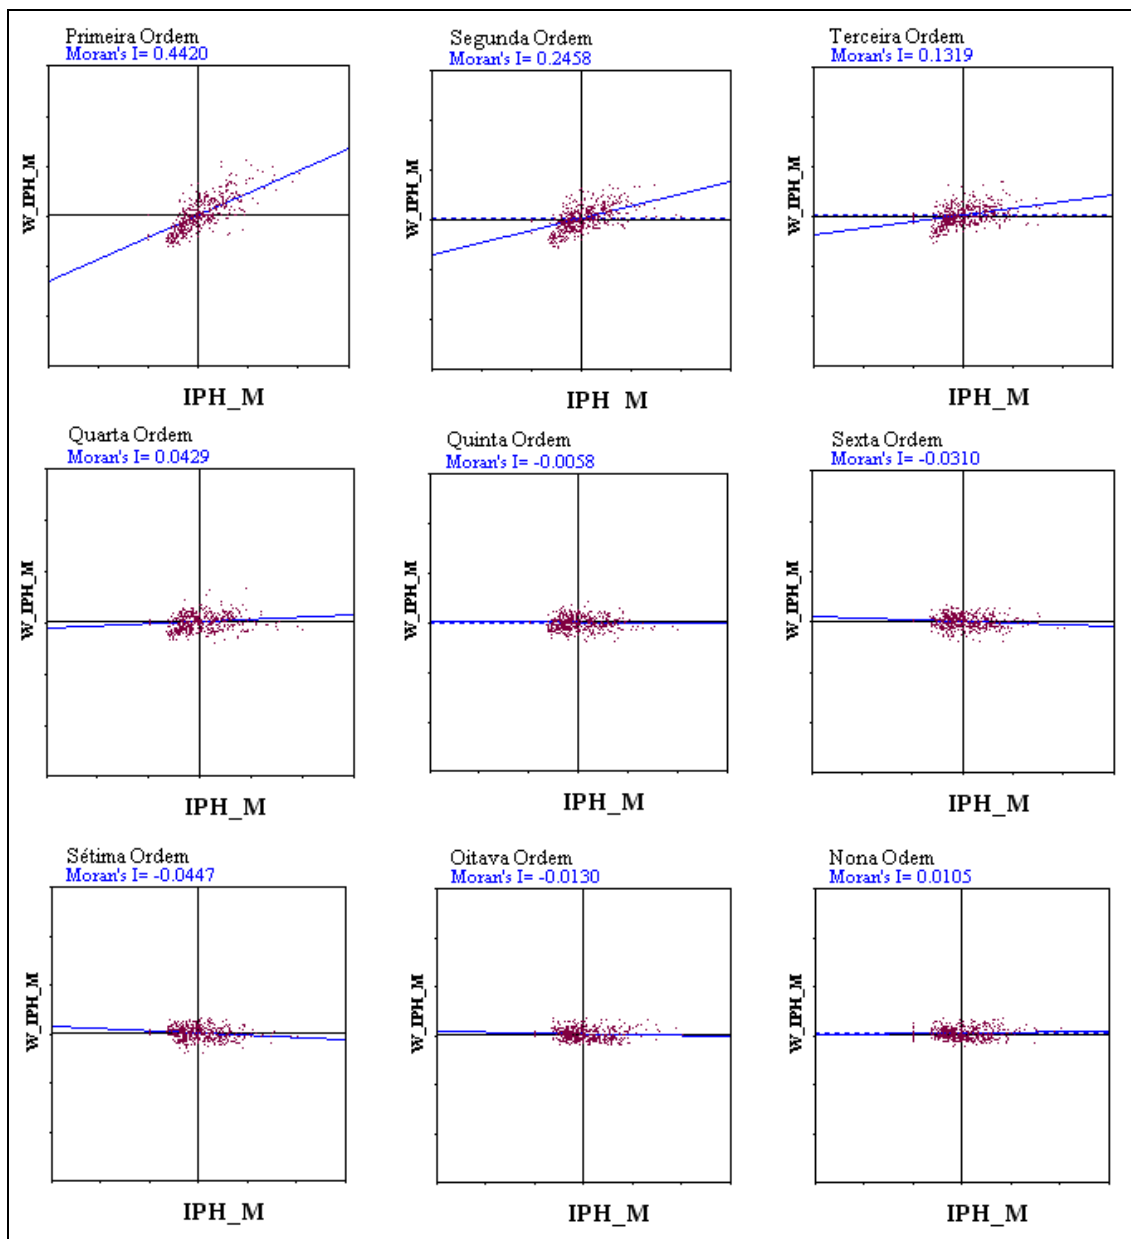 Primeira Ordem
Moran's I= 0.4420
W_IPH_M
IPH_M
Segunda Ordem
Moran's I= 0.2458
W_IPH_M
IPH M
Terceira Ordem
Moran's I= 0.1319
W_IPH_M
IPH_M
Quarta Ordem
Moran's I= 0.0429
W_IPH_M
IPH_M
Quinta Ordem
Moran's I= -0.0058
W_IPH_M
IPH_M
Sexta Ordem
Moran's I= -0.0310
W_IPH_M
IPH_M
Sétima Ordem
Moran's I= -0.0447
W_IPH_M
IPH_M
Oitava Ordem
Moran's I= -0.0130
W_IPH_M
IPH_M
Nona Odem
Moran's I= 0.0105
W_IPH_M
IPH_M